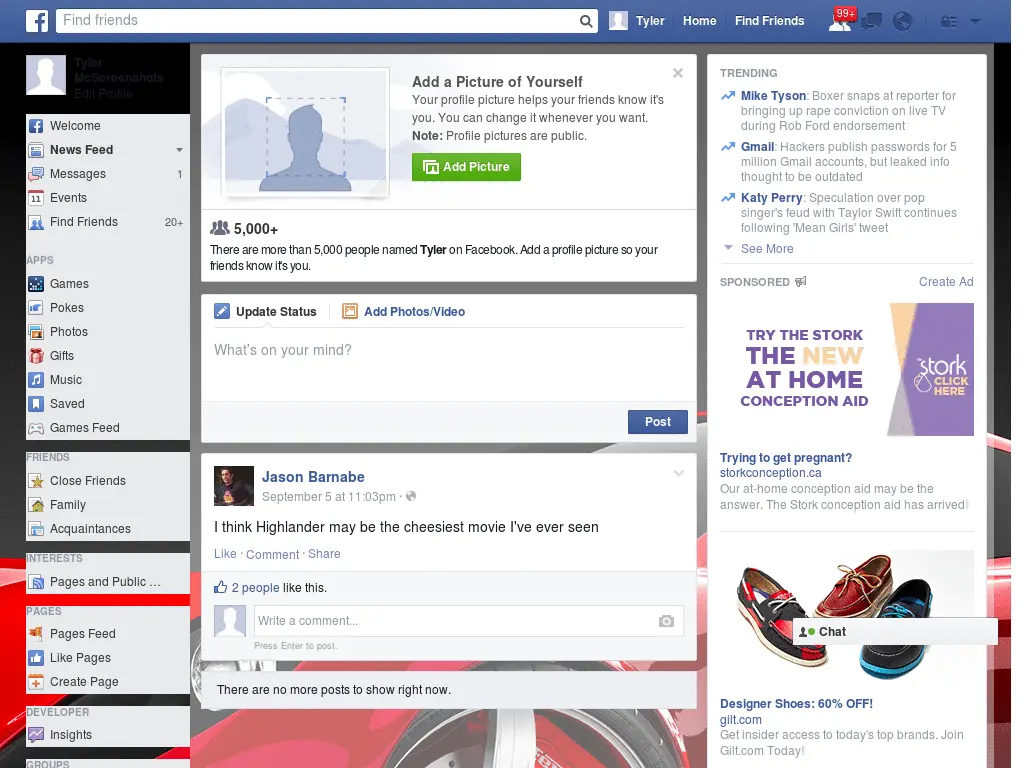 Find friends
Tyler
Home
Find Friends
99+
Tyler
McScreenshots
Edit Profile
Welcome
News Feed
Messages 1
11 Events
Find Friends 20+
APPS
Games
Pokes
Photos
Gifts
Music
Saved
Games Feed
FRIENDS
Close Friends
Family
Acquaintances
INTERESTS
Pages and Public ...
PAGES
Pages Feed
Like Pages
Create Page
DEVELOPER
Insights
GROUPS
Add a Picture of Yourself
Your profile picture helps your friends know it's
you. You can change it whenever you want.
Note: Profile pictures are public.
Add Picture
5,000+
There are more than 5,000 people named Tyler on Facebook. Add a profile picture so your
friends know it's you.
Update Status
Add Photos/Video
What's on your mind?
Post
Jason Barnabe
September 5 at 11:03pm ·
I think Highlander may be the cheesiest movie I've ever seen
Like · Comment · Share
2 people like this.
Write a comment...
Press Enter to post.
There are no more posts to show right now.
TRENDING
Mike Tyson: Boxer snaps at reporter for
bringing up rape conviction on live TV
during Rob Ford endorsement
Gmail: Hackers publish passwords for 5
million Gmail accounts, but leaked info
thought to be outdated
Katy Perry: Speculation over pop
singer's feud with Taylor Swift continues
following 'Mean Girls' tweet
See More
SPONSORED
Create Ad
TRY THE STORK
THE NEW
AT HOME
CONCEPTION AID
the stork
CLICK
HERE
Trying to get pregnant?
storkconception.ca
Our at-home conception aid may be the
answer. The Stork conception aid has arrived!
Chat
Designer Shoes: 60% OFF!
gilt.com
Get insider access to today's top brands. Join
Gilt.com Today!